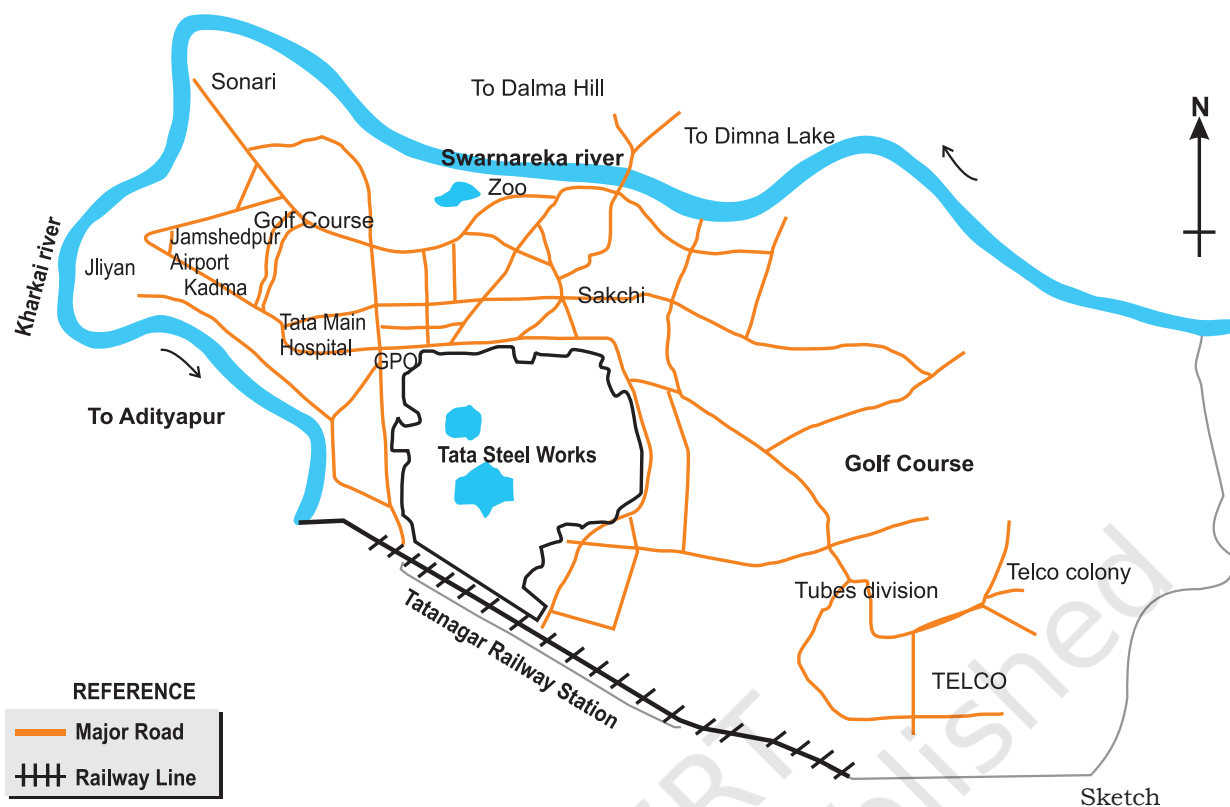 Sonari
To Dalma Hill
N
To Dimna Lake
Swarnareka river
Zoo
Golf Course
Jamshedpur
Airport
Kadma
Jliyan
Kharkai river
Sakchi
Tata Main
Hospital
GPO
To Adityapur
Tata Steel Works
Golf Course
Tubes division
Telco colony
TELCO
Tatanagar Railway Station
REFERENCE
Major Road
Railway Line
Sketch